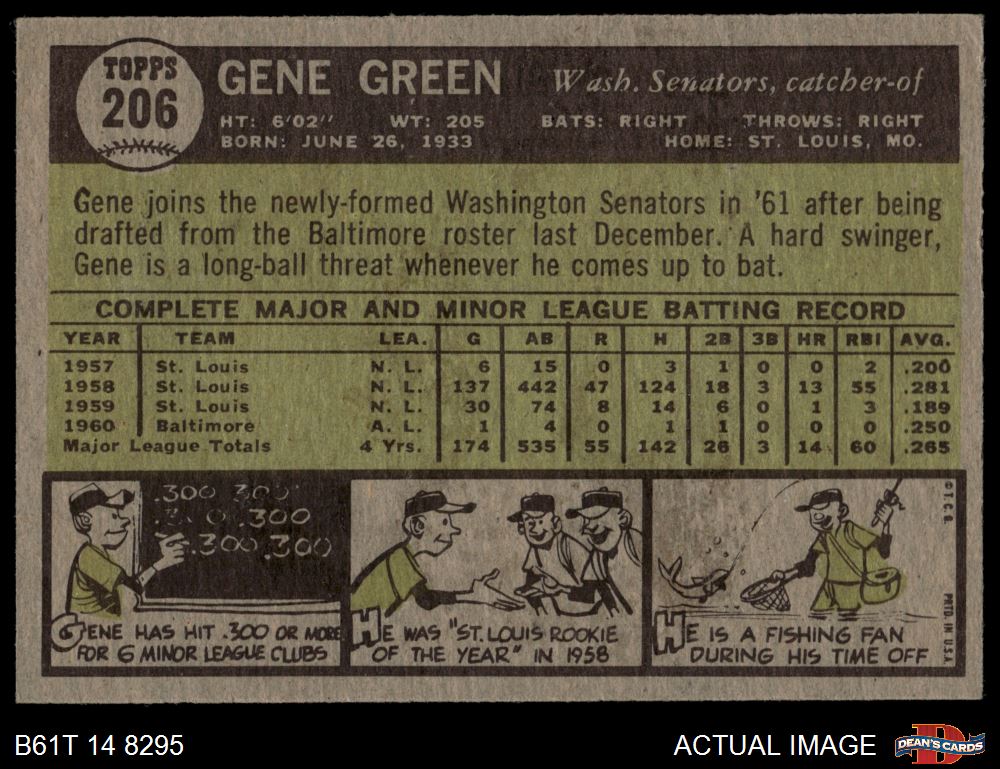 TOPPS
206
GENE GREEN Wash. Senators, catcher-of
HT: 6'02" WT: 205 BATS: RIGHT THROWS: RIGHT
BORN: JUNE 26, 1933 HOME: ST. LOUIS, MO.
Gene joins the newly-formed Washington Senators in '61 after being
drafted from the Baltimore roster last December. A hard swinger,
Gene is a long-ball threat whenever he comes up to bat.
COMPLETE MAJOR AND MINOR LEAGUE BATTING RECORD
YEAR TEAM LEA. G AB R H 2B 3B HR RBI AVG.
1957 St. Louis N. L. 6 15 0 3 1 0 0 2 .200
1958 St. Louis N. L. 137 442 47 124 18 3 13 55 .281
1959 St. Louis N. L. 30 74 8 14 6 0 1 3 .189
1960 Baltimore A. L. 1 4 0 1 1 0 0 0 .250
Major League Totals 4 Yrs. 174 535 55 142 26 3 14 60 .265
.300 .300
.300 .300
.300 .300
GENE HAS HIT .300 OR MORE
FOR 6 MINOR LEAGUE CLUBS
HE WAS "ST. LOUIS ROOKIE
OF THE YEAR" IN 1958
HE IS A FISHING FAN
DURING HIS TIME OFF
© T. C. G.
PRTD. IN U.S.A.
B61T 14 8295
ACTUAL IMAGE
D
DEAN'S CARDS